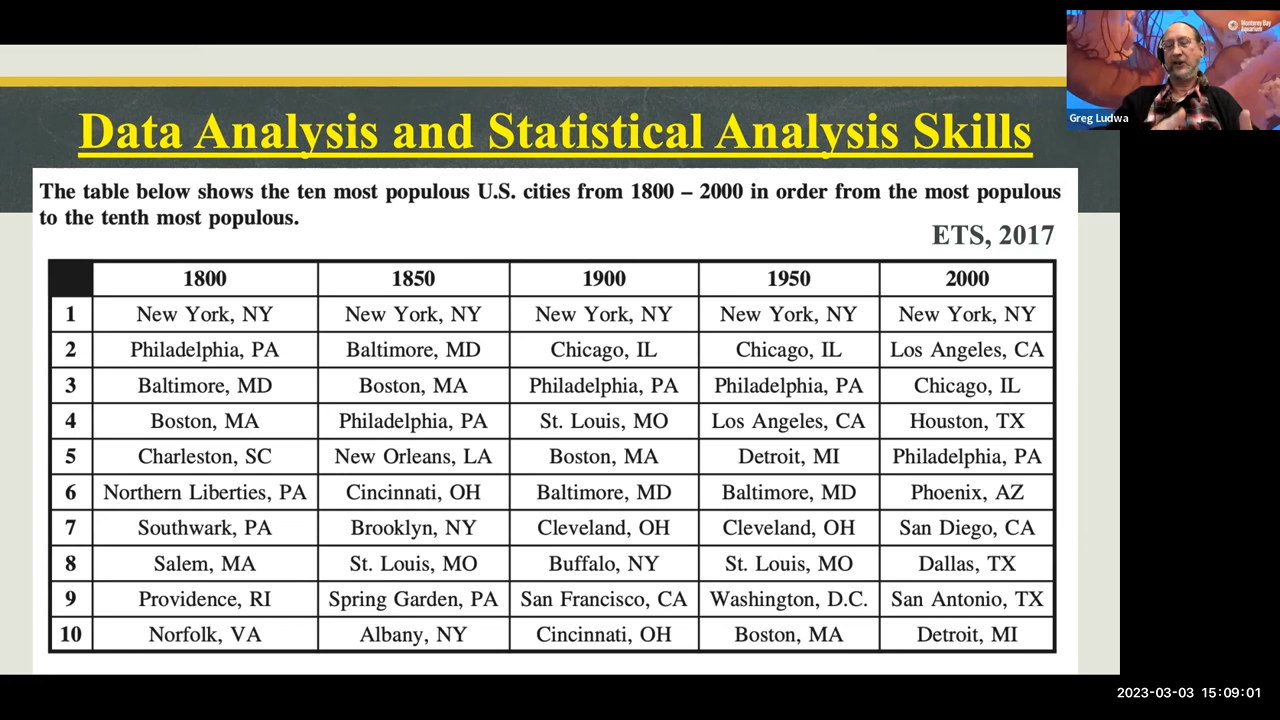 Data Analysis and Statistical Analysis Skills
Monterey Bay
Aquarium
Greg Ludwa
The table below shows the ten most populous U.S. cities from 1800 – 2000 in order from the most populous
to the tenth most populous.
ETS, 2017
1800 1850 1900 1950 2000
1 New York, NY New York, NY New York, NY New York, NY New York, NY
2 Philadelphia, PA Baltimore, MD Chicago, IL Chicago, IL Los Angeles, CA
3 Baltimore, MD Boston, MA Philadelphia, PA Philadelphia, PA Chicago, IL
4 Boston, MA Philadelphia, PA St. Louis, MO Los Angeles, CA Houston, TX
5 Charleston, SC New Orleans, LA Boston, MA Detroit, MI Philadelphia, PA
6 Northern Liberties, PA Cincinnati, OH Baltimore, MD Baltimore, MD Phoenix, AZ
7 Southwark, PA Brooklyn, NY Cleveland, OH Cleveland, OH San Diego, CA
8 Salem, MA St. Louis, MO Buffalo, NY St. Louis, MO Dallas, TX
9 Providence, RI Spring Garden, PA San Francisco, CA Washington, D.C. San Antonio, TX
10 Norfolk, VA Albany, NY Cincinnati, OH Boston, MA Detroit, MI
2023-03-03 15:09:01